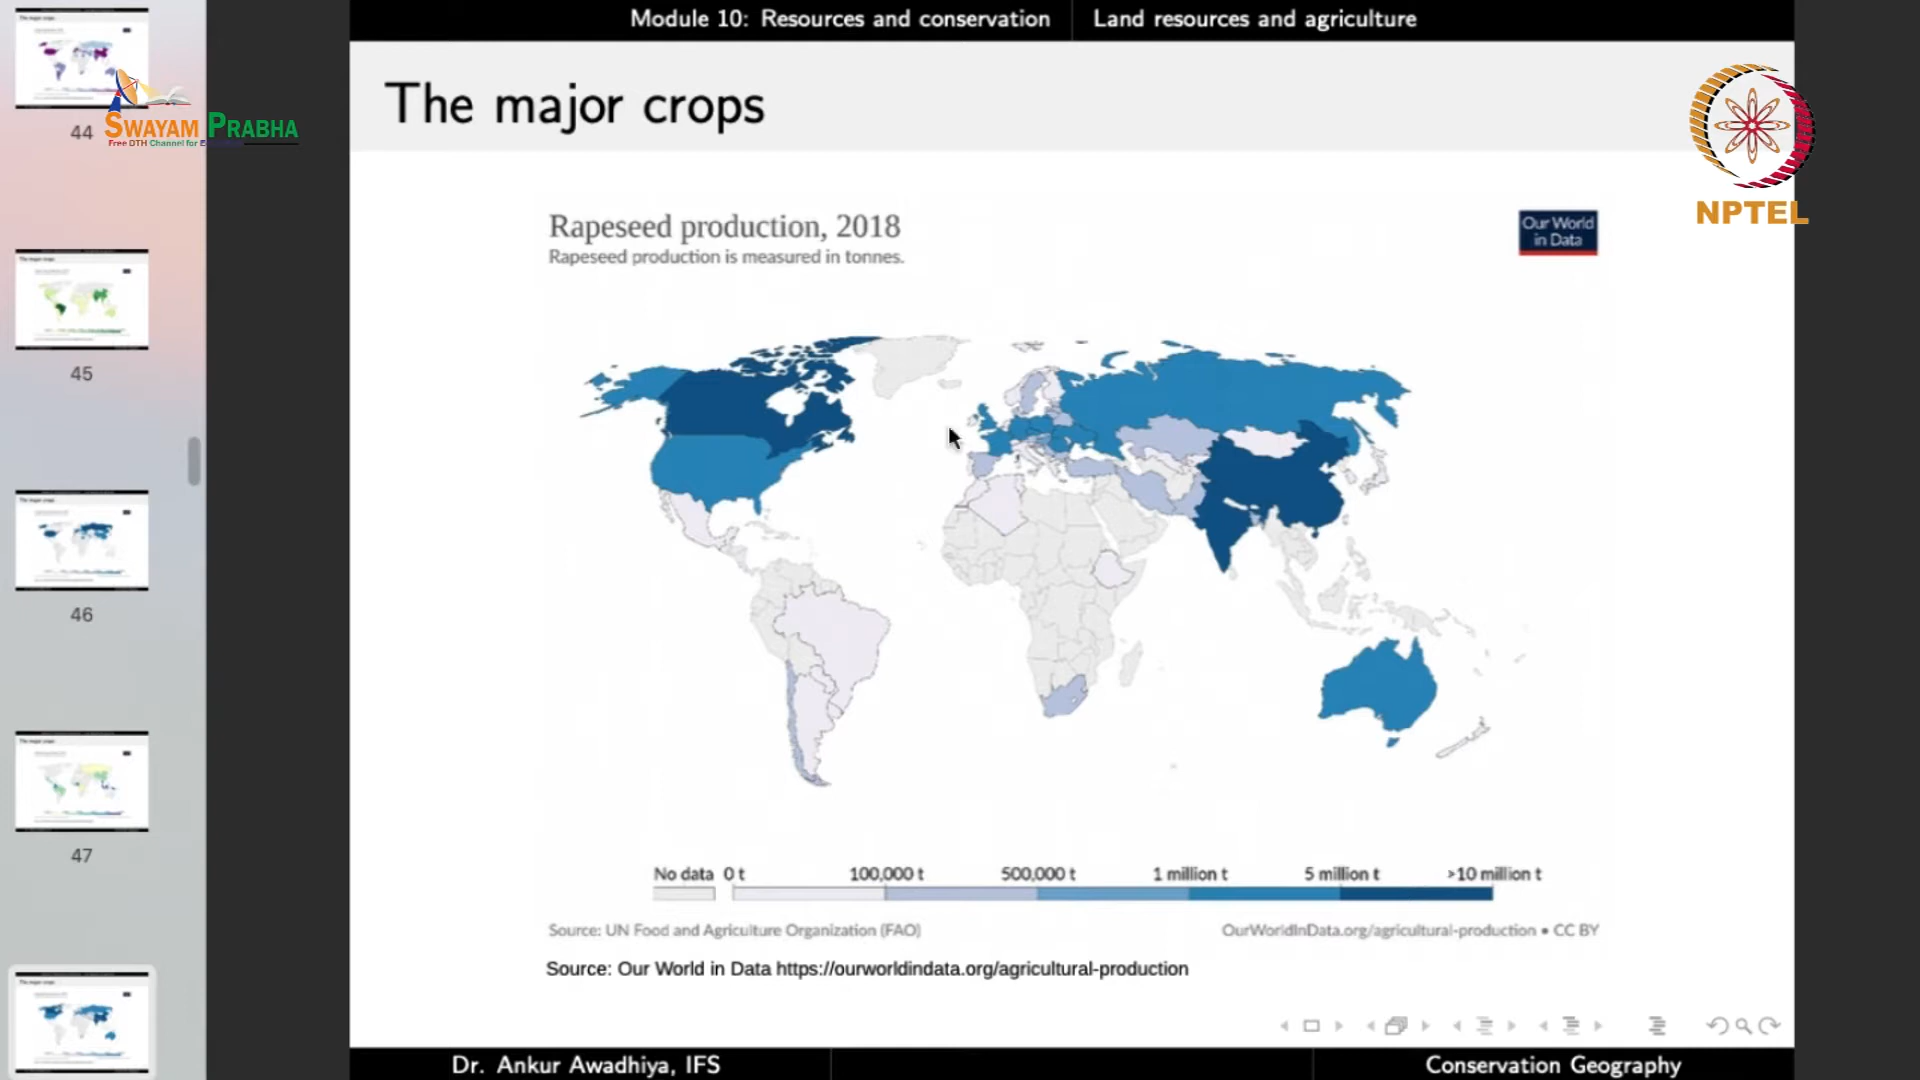 Module 10: Resources and conservation
Land resources and agriculture
The major crops
44
SWAYAM PRABHA
Free DTH Channel for
45
46
47
NPTEL
Rapeseed production, 2018
Rapeseed production is measured in tonnes.
Our World
in Data
No data 0 t 100,000 t 500,000 t 1 million t 5 million t >10 million t
Source: UN Food and Agriculture Organization (FAO)
OurWorldInData.org/agricultural-production • CC BY
Source: Our World in Data https://ourworldindata.org/agricultural-production
Dr. Ankur Awadhiya, IFS
Conservation Geography